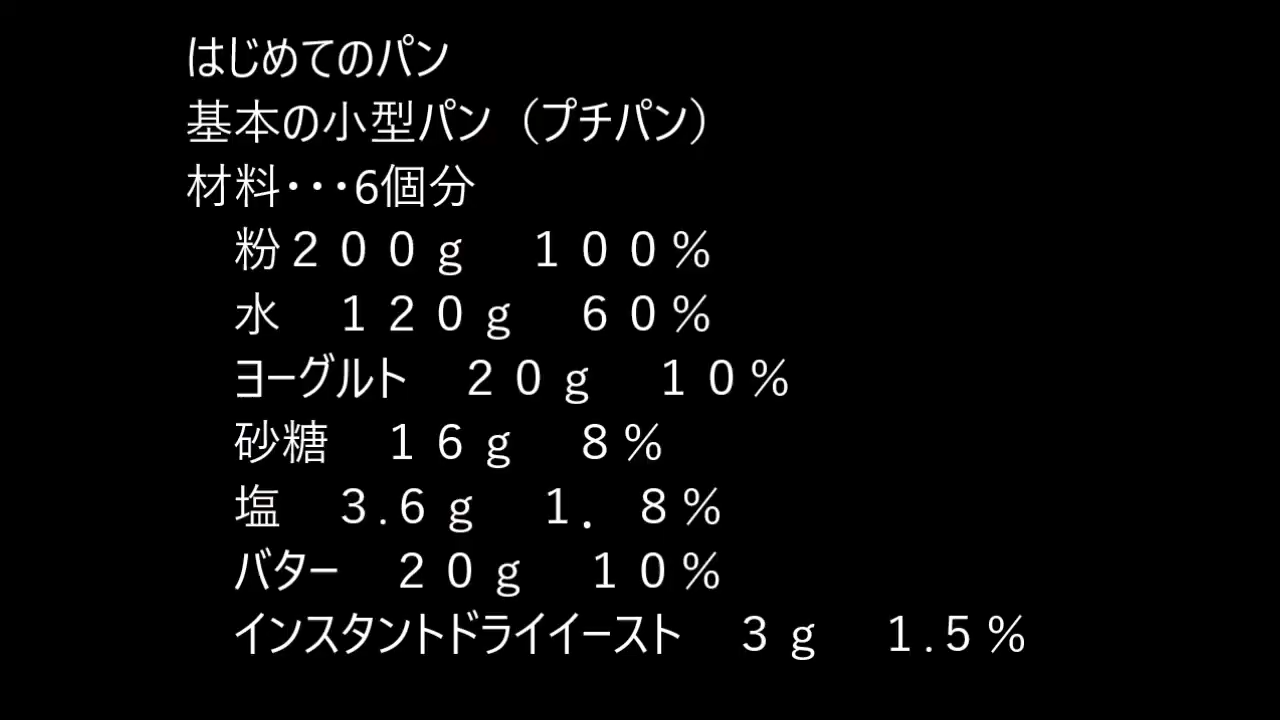 はじめてのパン
基本の小型パン（プチパン）
材料・・・6個分
粉２００ｇ　１００％
水　１２０ｇ　６０％
ヨーグルト　２０ｇ　１０％
砂糖　１６ｇ　８％
塩　３.６ｇ　１．８％
バター　２０ｇ　１０％
インスタントドライイースト　３ｇ　１.５％